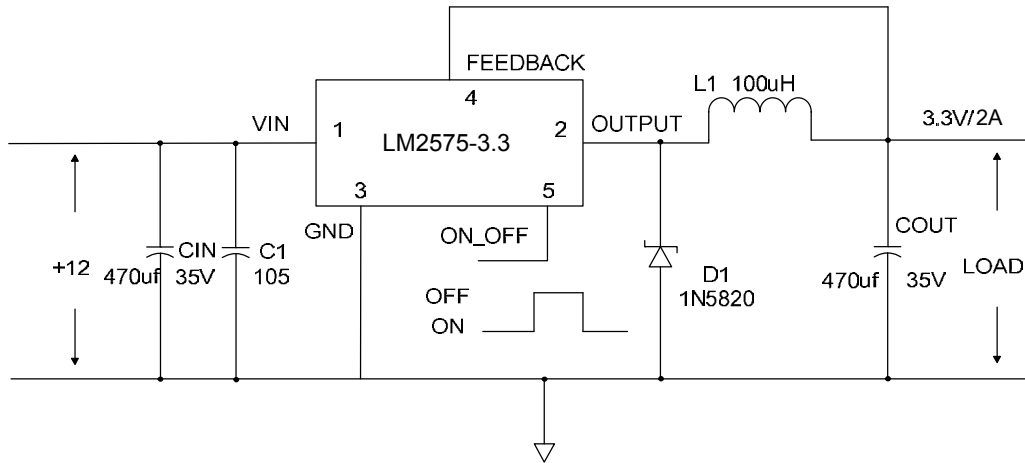 FEEDBACK
4
L1 100uH
VIN
1
LM2575-3.3
2
OUTPUT
3.3V/2A
3
5
GND
ON_OFF
+12
CIN
470uf 35V
C1
105
OFF
ON
D1
1N5820
COUT
470uf 35V
LOAD